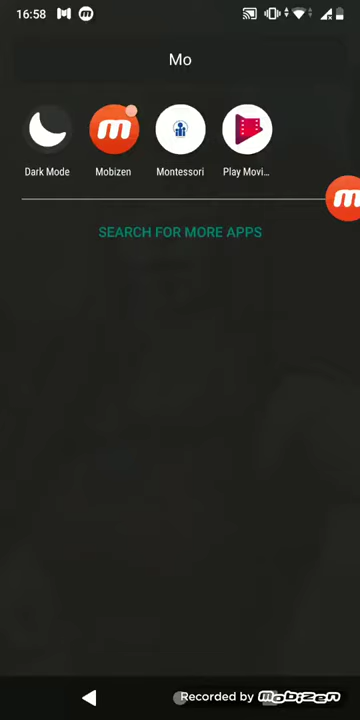 16:58
Mo
Dark Mode
Mobizen
Montessori
Play Movi...
SEARCH FOR MORE APPS
Recorded by mobizen